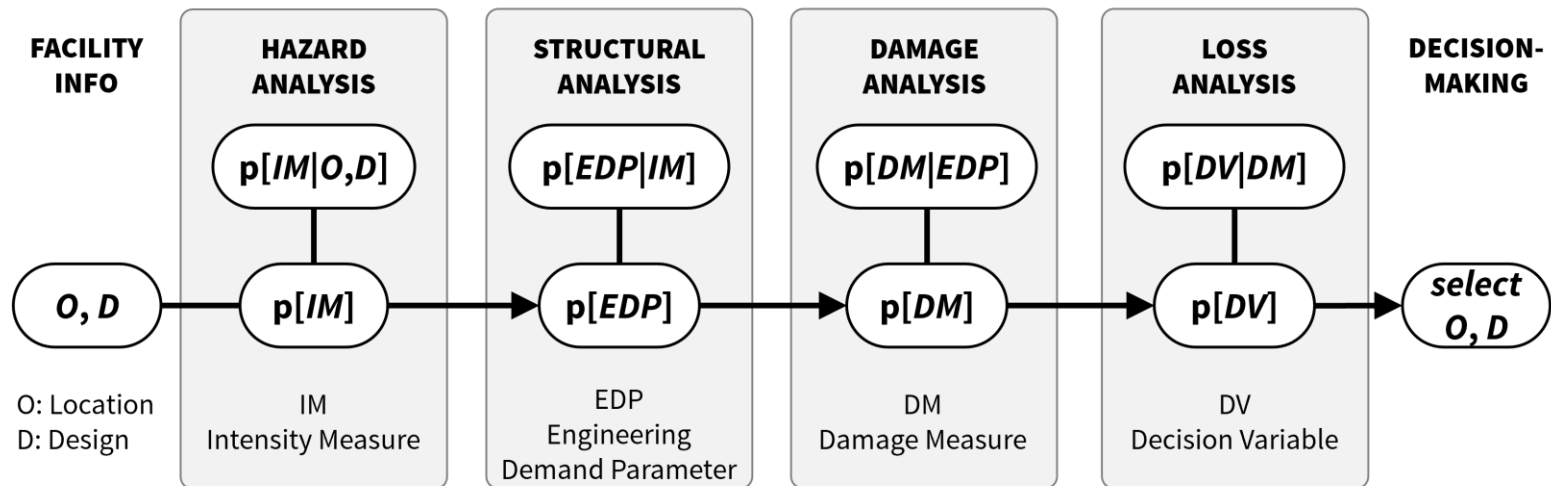 FACILITY
INFO
HAZARD
ANALYSIS
STRUCTURAL
ANALYSIS
DAMAGE
ANALYSIS
LOSS
ANALYSIS
DECISION-
MAKING
p[IM|O,D]
p[EDP|IM]
p[DM|EDP]
p[DV|DM]
O, D
p[IM]
p[EDP]
p[DM]
p[DV]
select
O, D
O: Location
D: Design
IM
Intensity Measure
EDP
Engineering
Demand Parameter
DM
Damage Measure
DV
Decision Variable